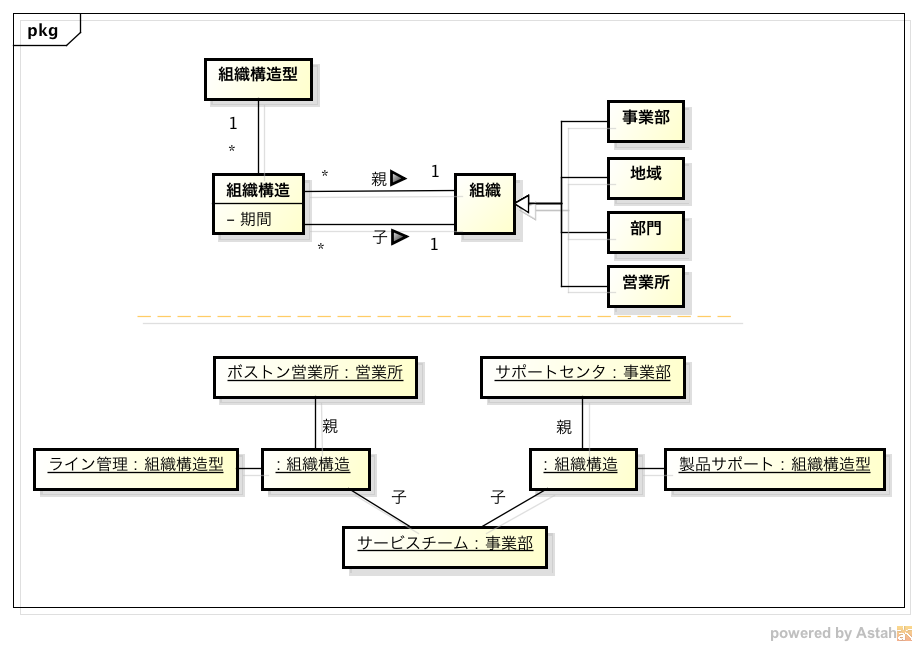 pkg
組織構造型
1
*
組織構造
- 期間
*
親
1
子
*
1
組織
事業部
地域
部門
営業所
ボストン営業所 : 営業所
サポートセンタ : 事業部
親
親
ライン管理 : 組織構造型
: 組織構造
: 組織構造
製品サポート : 組織構造型
子
子
サービスチーム : 事業部
powered by Astah